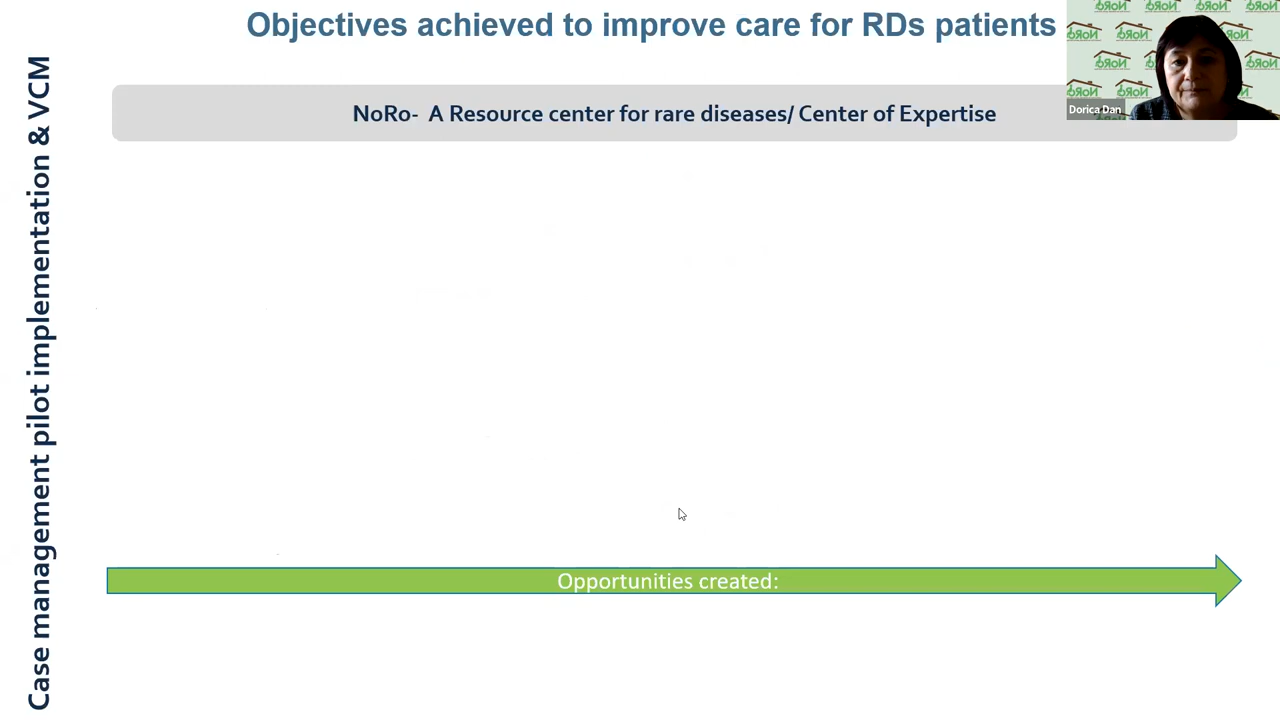 Objectives achieved to improve care for RDs patients
NoRo- A Resource center for rare diseases/ Center of Expertise
Dorica Dan
Case management pilot implementation & VCM
Opportunities created: